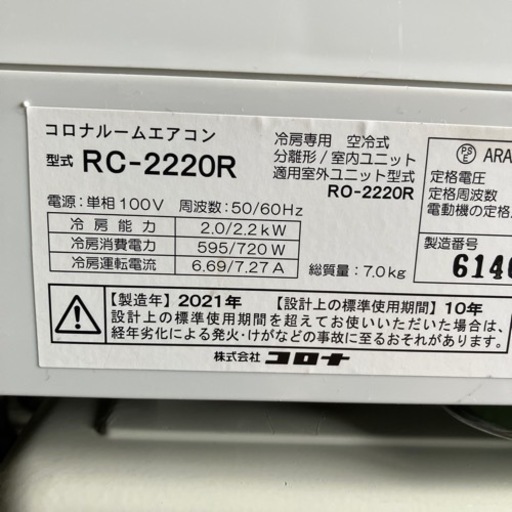 コロナルームエアコン
型式 RC-2220R
冷房専用 空冷式
分離形/室内ユニット
適用室外ユニット型式
RO-2220R
電源:単相100V 周波数:50/60Hz
冷房能力 2.0/2.2kW
冷房消費電力 595/720W
冷房運転電流 6.69/7.27A
総質量:7.0kg
PS E ARA
定格電圧
定格周波数
電動機の定格
製造番号
6140
【製造年】2021年 【設計上の標準使用期間】10年
設計上の標準使用期間を超えてお使いいただいた場合は、
経年劣化による発火・けがなどの事故に至るおそれがあります。
株式会社 コロナ